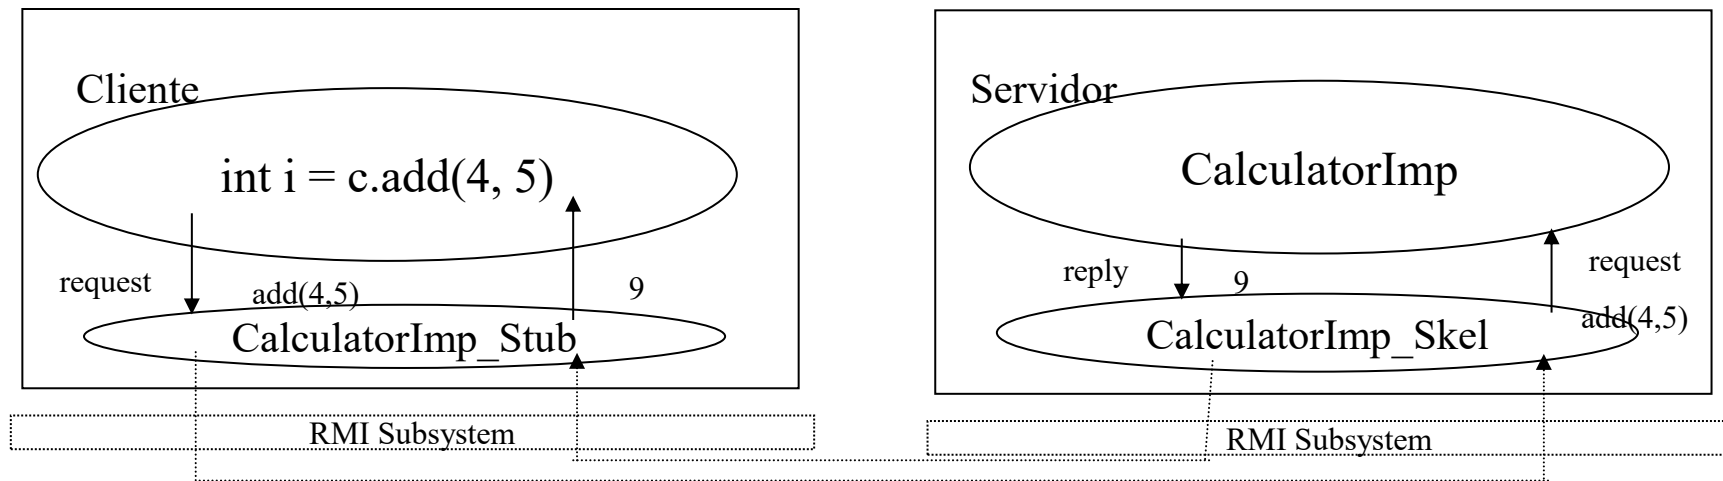 Cliente
int i = c.add(4, 5)
request
add(4,5)
9
CalculatorImp_Stub
RMI Subsystem
Servidor
CalculatorImp
reply
9
request
add(4,5)
CalculatorImp_Skel
RMI Subsystem